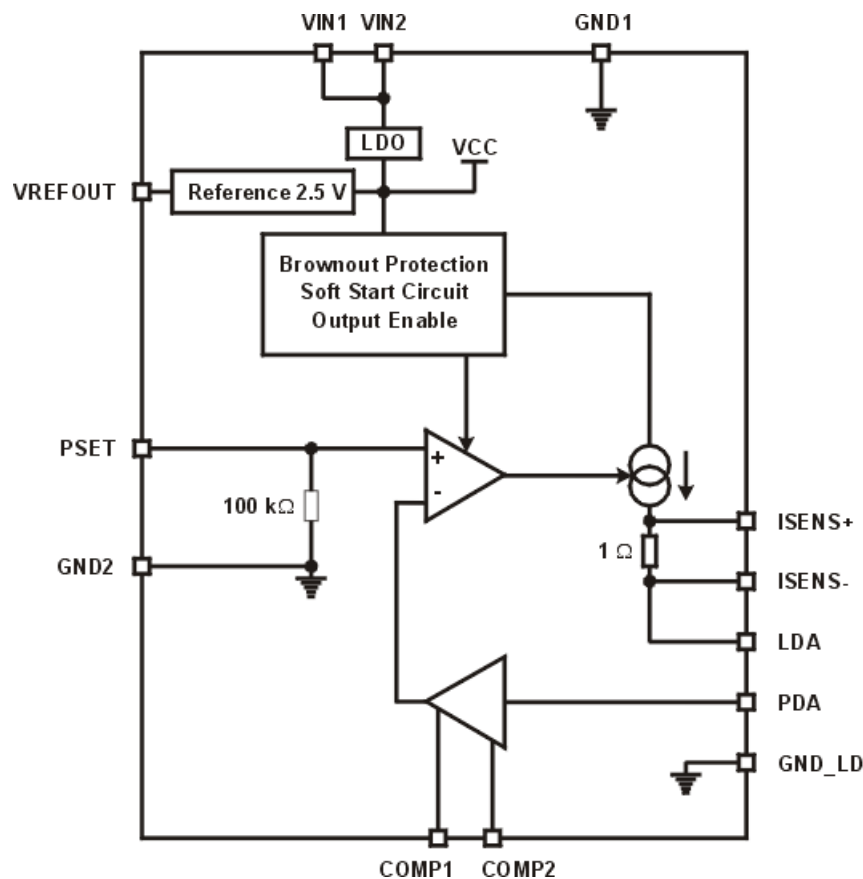 VIN1 VIN2 GND1
LDO
VCC
VREFOUT
Reference 2.5 V
Brownout Protection
Soft Start Circuit
Output Enable
PSET
+
-
100 kΩ
GND2
1 Ω
ISENS+
ISENS-
LDA
PDA
GND_LD
COMP1 COMP2